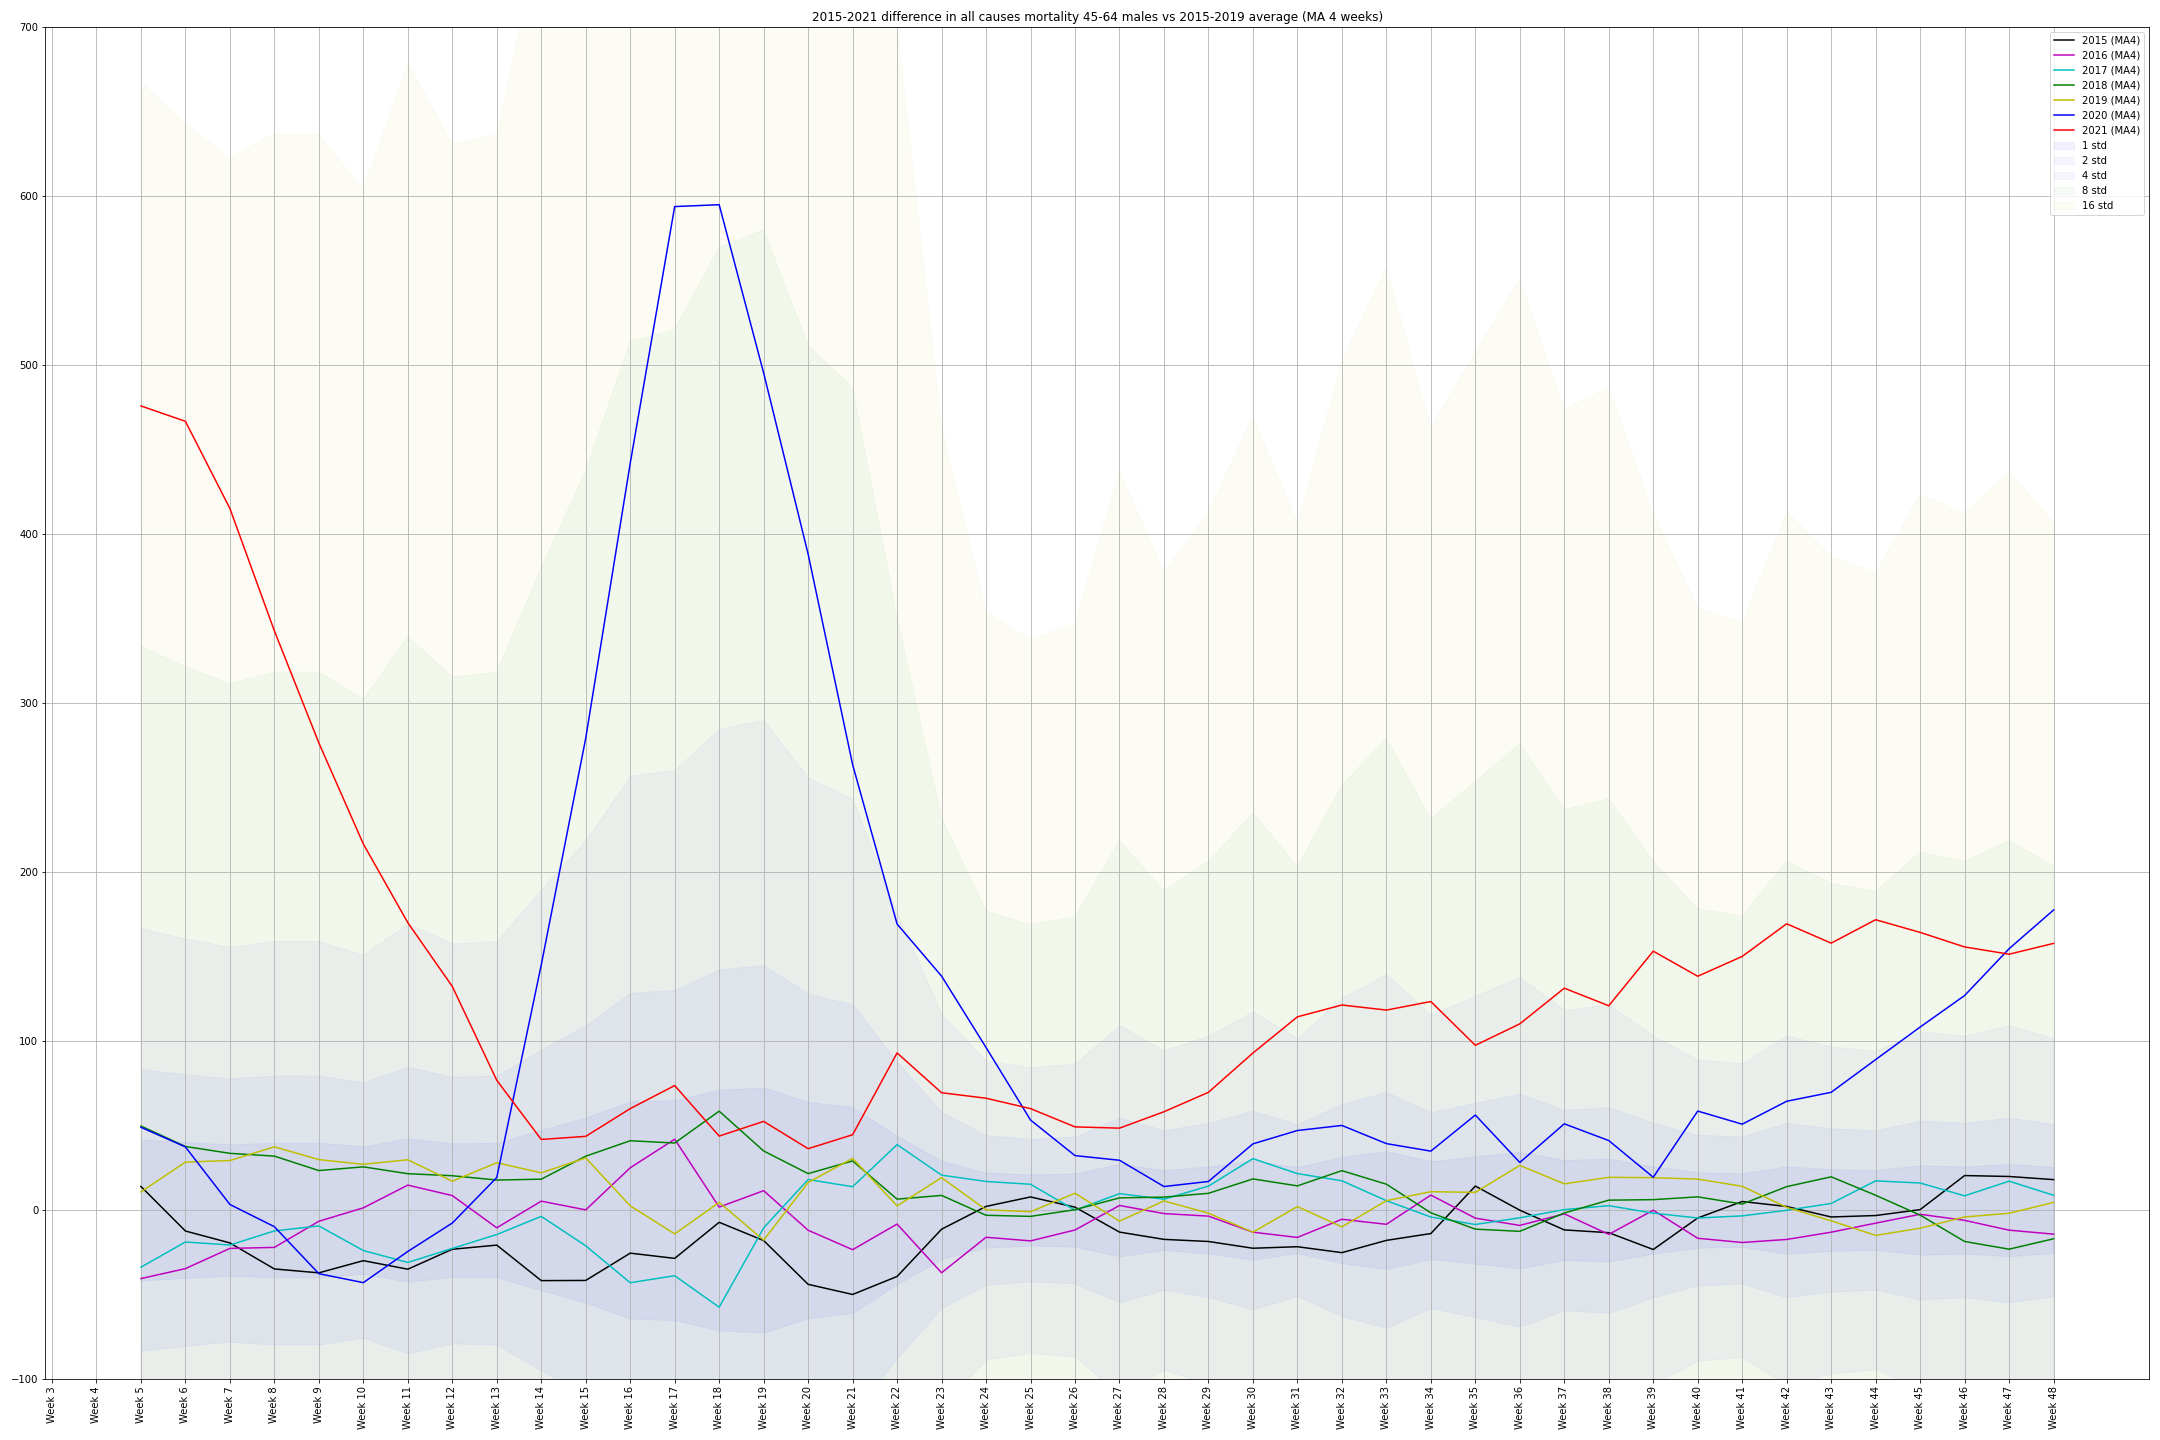 2015-2021 difference in all causes mortality 45-64 males vs 2015-2019 average (MA 4 weeks)
700
600
500
400
300
200
100
0
−100
2015 (MA4)
2016 (MA4)
2017 (MA4)
2018 (MA4)
2019 (MA4)
2020 (MA4)
2021 (MA4)
1 std
2 std
4 std
8 std
16 std
Week 3
Week 4
Week 5
Week 6
Week 7
Week 8
Week 9
Week 10
Week 11
Week 12
Week 13
Week 14
Week 15
Week 16
Week 17
Week 18
Week 19
Week 20
Week 21
Week 22
Week 23
Week 24
Week 25
Week 26
Week 27
Week 28
Week 29
Week 30
Week 31
Week 32
Week 33
Week 34
Week 35
Week 36
Week 37
Week 38
Week 39
Week 40
Week 41
Week 42
Week 43
Week 44
Week 45
Week 46
Week 47
Week 48